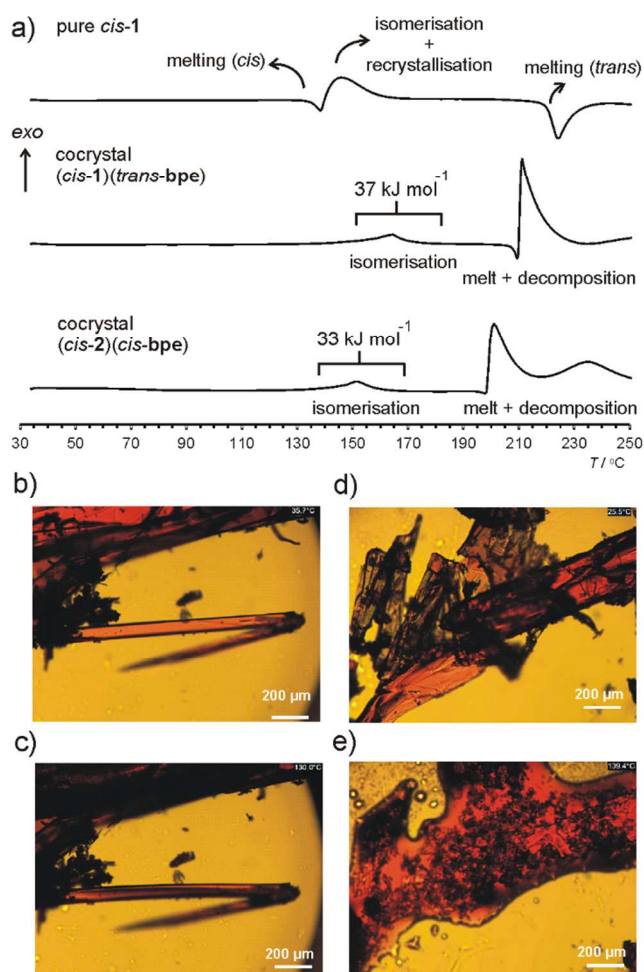 a)
pure cis-1
isomerisation
+
recrystallisation
melting (cis)
melting (trans)
exo
cocrystal
(cis-1)(trans-bpe)
37 kJ mol⁻¹
isomerisation
melt + decomposition
cocrystal
(cis-2)(cis-bpe)
33 kJ mol⁻¹
isomerisation
melt + decomposition
30 50 70 90 110 130 150 170 190 210 230 250
T / °C
b)
35.7°C
200 µm
d)
25.5°C
200 µm
c)
130.0°C
200 µm
e)
139.4°C
200 µm